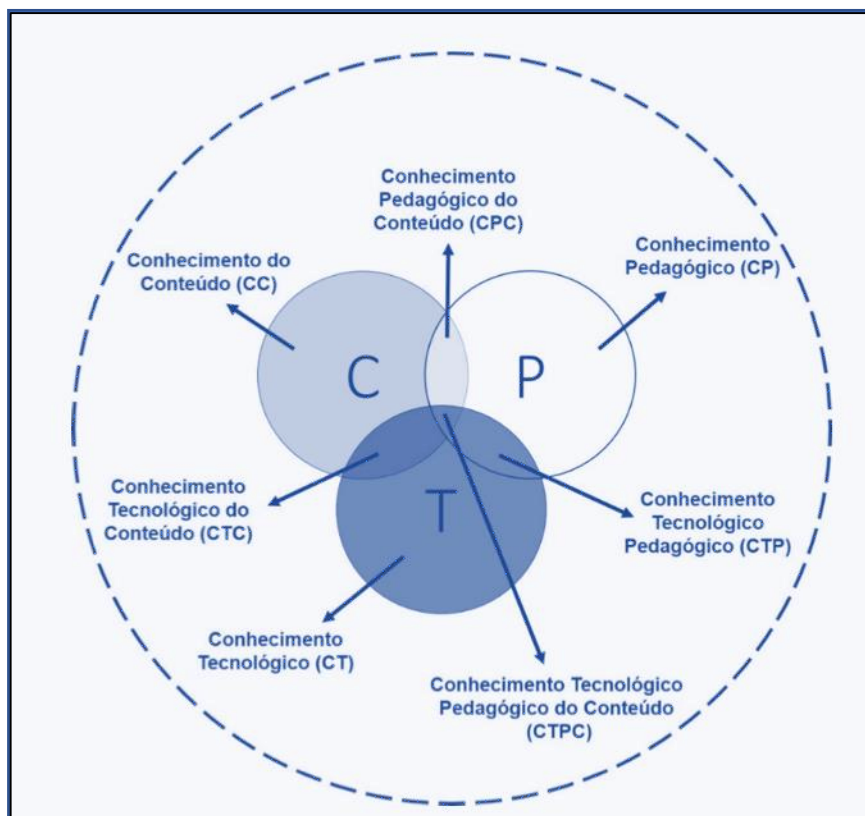 Conhecimento
Pedagógico do
Conteúdo (CPC)
Conhecimento
Pedagógico (CP)
Conhecimento do
Conteúdo (CC)
C
P
T
Conhecimento
Tecnológico do
Conteúdo (CTC)
Conhecimento
Tecnológico
Pedagógico (CTP)
Conhecimento
Tecnológico (CT)
Conhecimento Tecnológico
Pedagógico do Conteúdo
(CTPC)